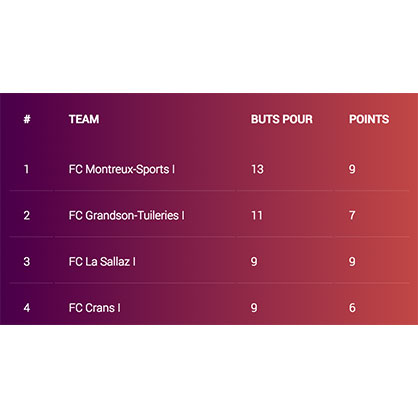 # TEAM BUTS POUR POINTS
1 FC Montreux-Sports I 13 9
2 FC Grandson-Tuileries I 11 7
3 FC La Sallaz I 9 9
4 FC Crans I 9 6